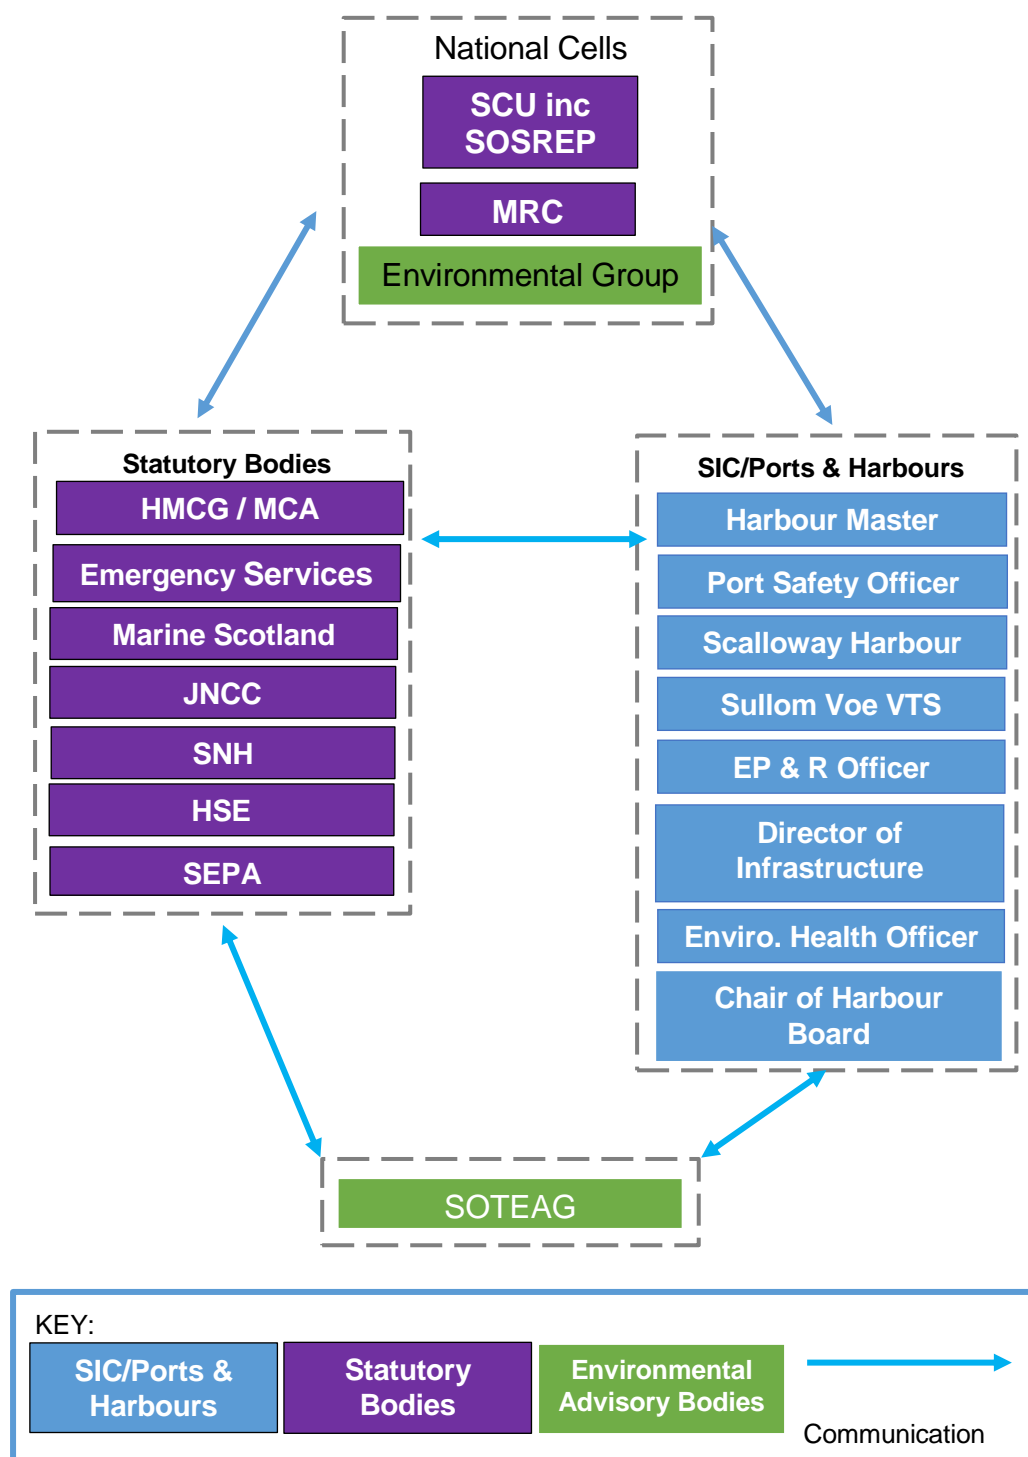 National Cells
SCU inc
SOSREP
MRC
Environmental Group
Statutory Bodies
HMCG / MCA
Emergency Services
Marine Scotland
JNCC
SNH
HSE
SEPA
SIC/Ports & Harbours
Harbour Master
Port Safety Officer
Scalloway Harbour
Sullom Voe VTS
EP & R Officer
Director of
Infrastructure
Enviro. Health Officer
Chair of Harbour
Board
SOTEAG
KEY:
SIC/Ports &
Harbours
Statutory
Bodies
Environmental
Advisory Bodies
Communication